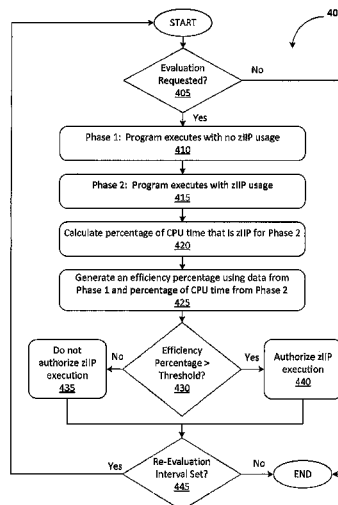 START
40
Evaluation
Requested?
405
No
Yes
Phase 1: Program executes with no zIIP usage
410
Phase 2: Program executes with zIIP usage
415
Calculate percentage of CPU time that is zIIP for Phase 2
420
Generate an efficiency percentage using data from
Phase 1 and percentage of CPU time from Phase 2
425
Do not
authorize zIIP
execution
435
No
Efficiency
Percentage >
Threshold?
430
Yes
Authorize zIIP
execution
440
Yes
Re-Evaluation
Interval Set?
445
No
END